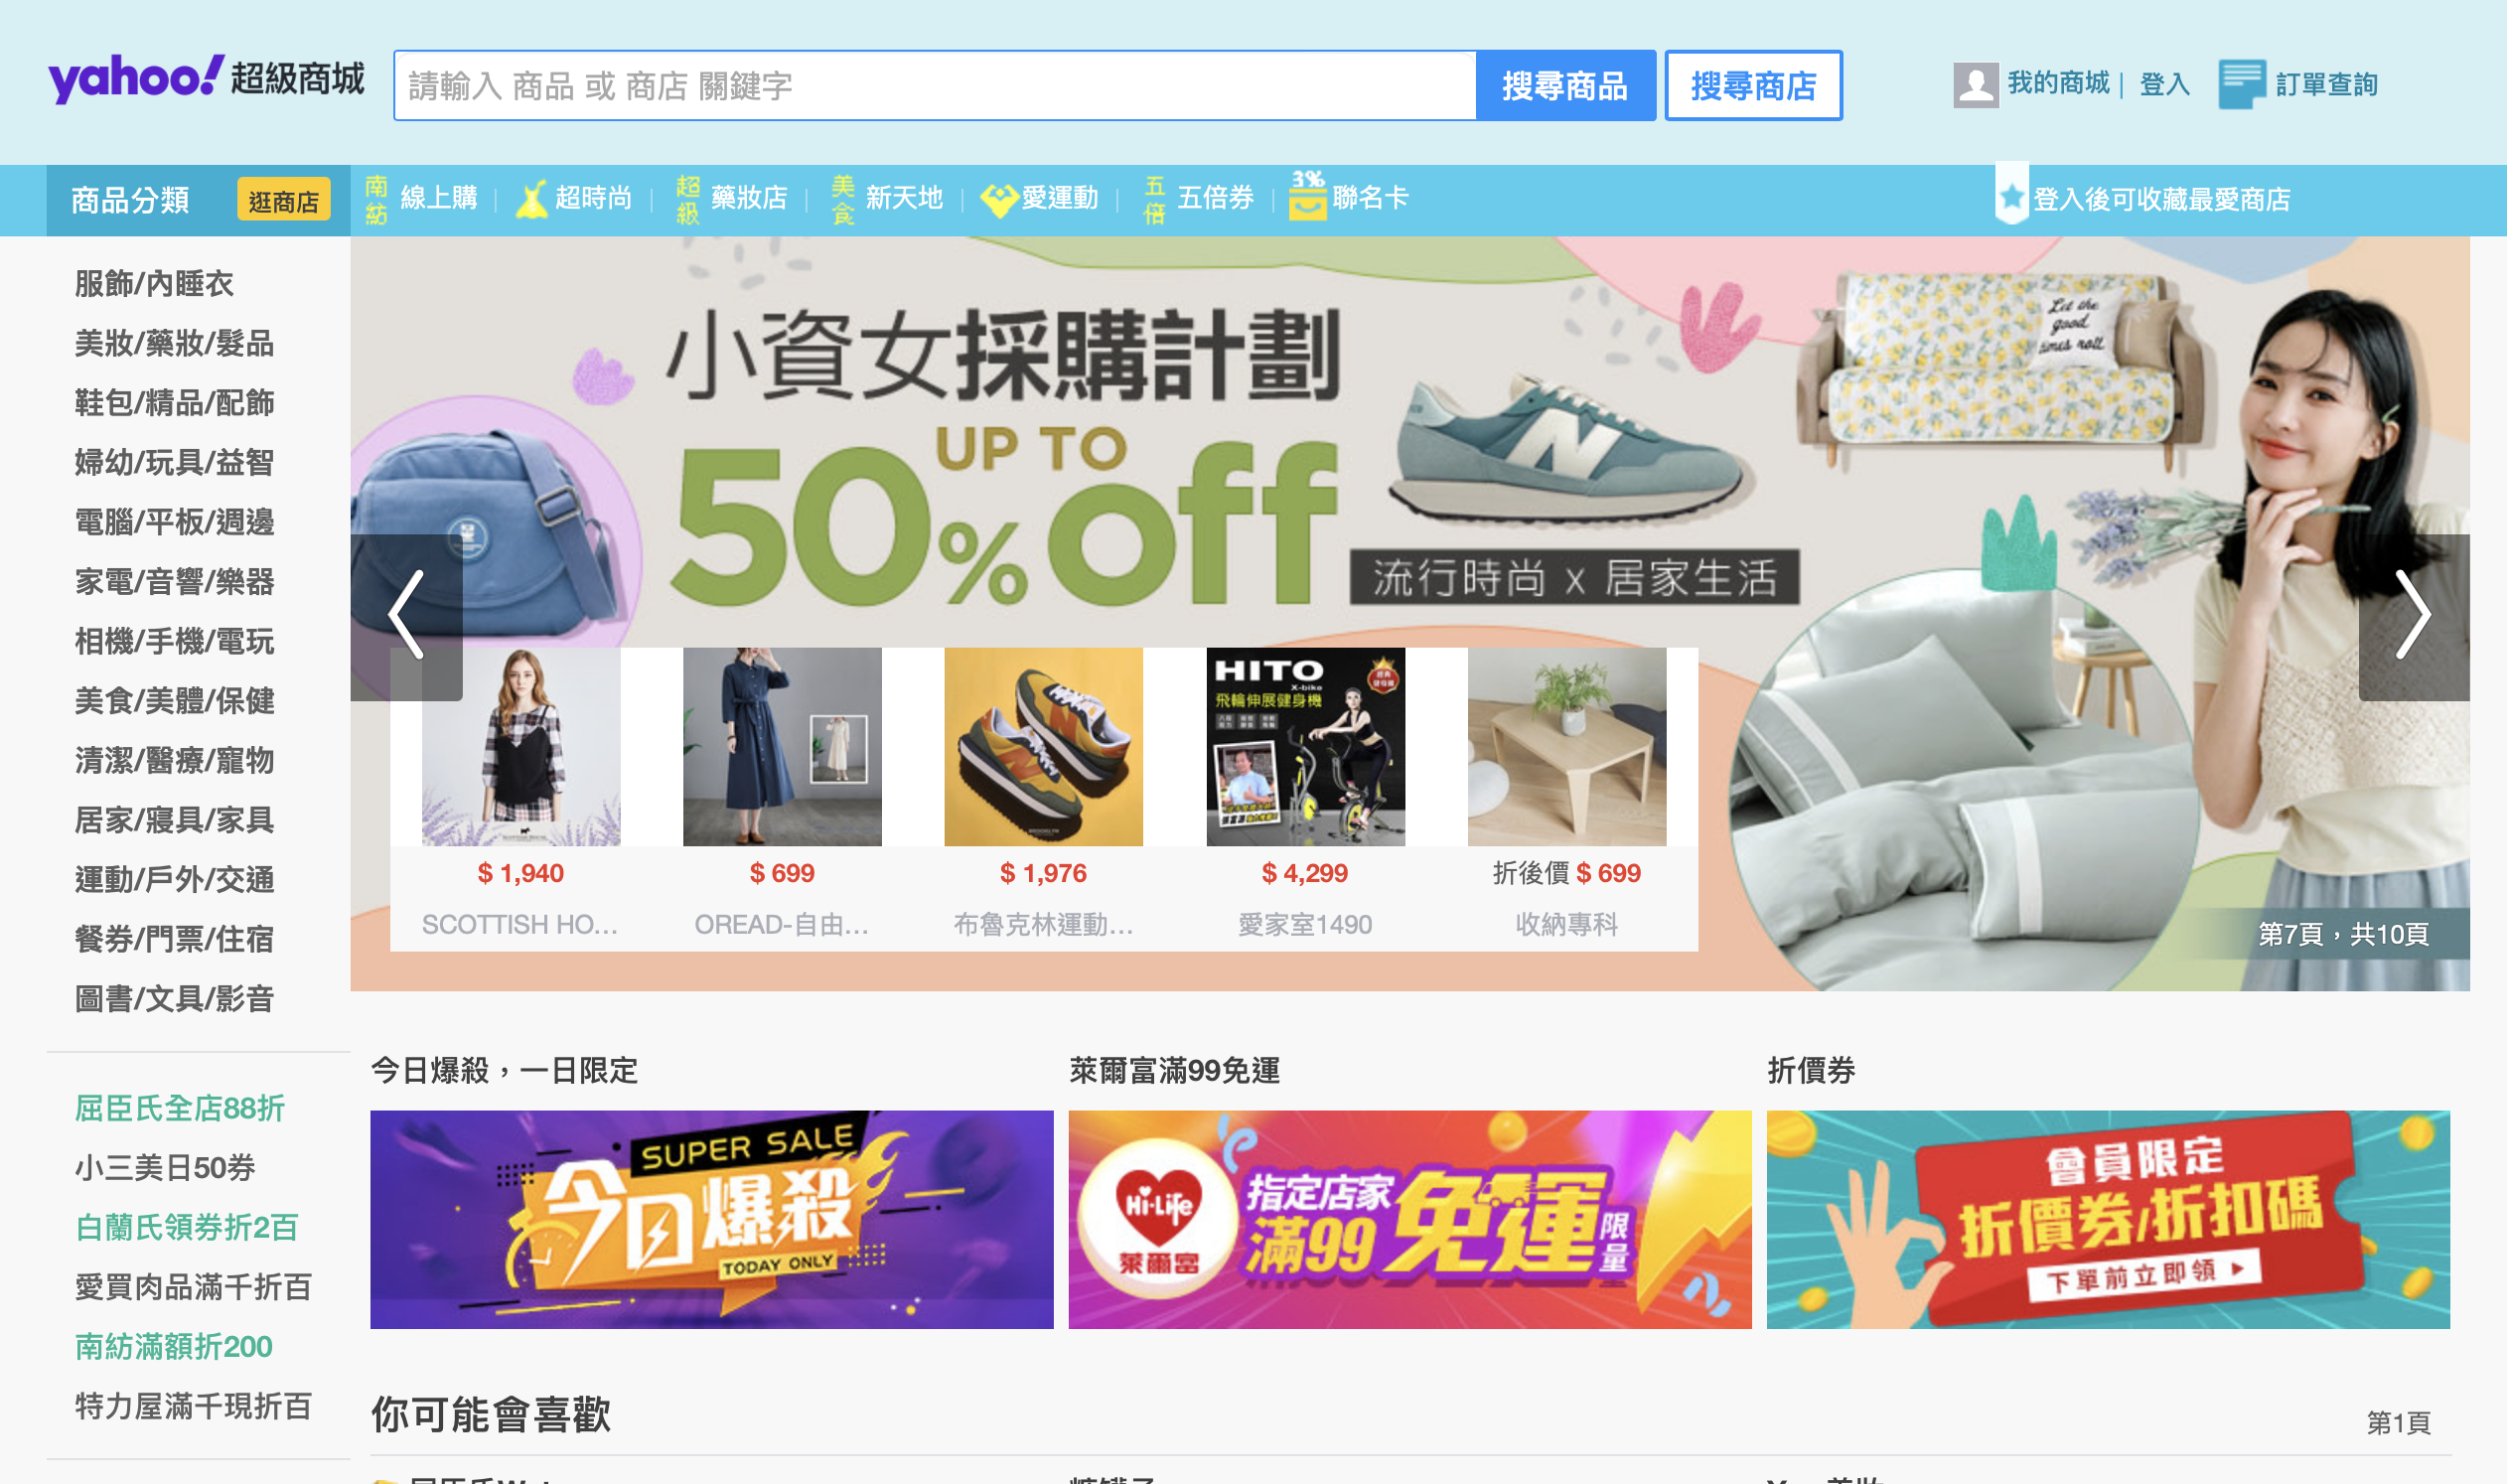 yahoo! 超級商城
請輸入 商品 或 商店 關鍵字
搜尋商品
搜尋商店
我的商城 | 登入
訂單查詢
商品分類
逛商店
南紡 線上購
超時尚
超級 藥妝店
美食 新天地
愛運動
五倍 五倍券
3% 聯名卡
登入後可收藏最愛商店
服飾/內睡衣
美妝/藥妝/髮品
鞋包/精品/配飾
婦幼/玩具/益智
電腦/平板/週邊
家電/音響/樂器
相機/手機/電玩
美食/美體/保健
清潔/醫療/寵物
居家/寢具/家具
運動/戶外/交通
餐券/門票/住宿
圖書/文具/影音
屈臣氏全店88折
小三美日50券
白蘭氏領券折2百
愛買肉品滿千折百
南紡滿額折200
特力屋滿千現折百
小資女採購計劃
UP TO
50% off
流行時尚 x 居家生活
Let the
good
times roll
N
HITO
X-bike
飛輪伸展健身機
$ 1,940
$ 699
$ 1,976
$ 4,299
折後價 $ 699
SCOTTISH HO...
OREAD-自由...
布魯克林運動...
愛家室1490
收納專科
第7頁，共10頁
今日爆殺，一日限定
SUPER SALE
今日爆殺
TODAY ONLY
萊爾富滿99免運
Hi-Life
萊爾富
指定店家
滿99
免運
限量
折價券
會員限定
折價券/折扣碼
下單前立即領 ▶
你可能會喜歡
第1頁